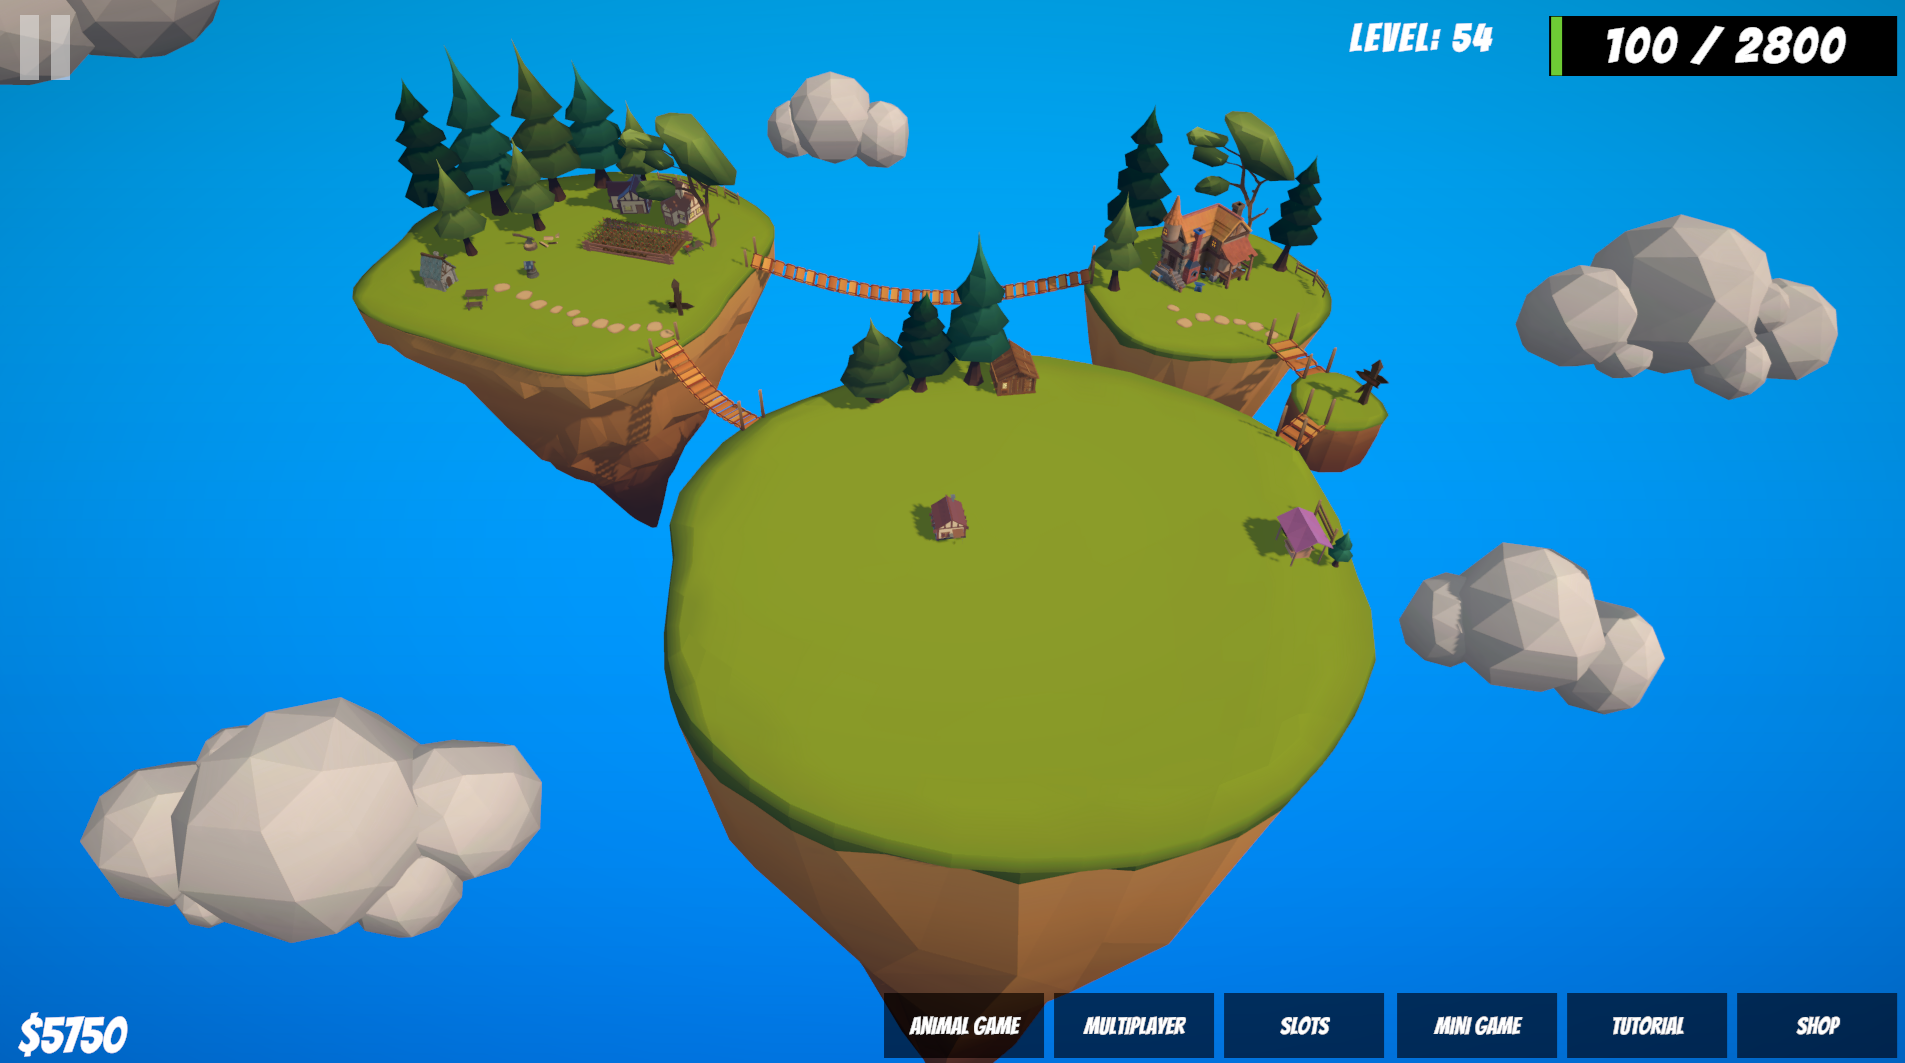 LEVEL: 54
100 / 2800
$5750
ANIMAL GAME
MULTIPLAYER
SLOTS
MINI GAME
TUTORIAL
SHOP